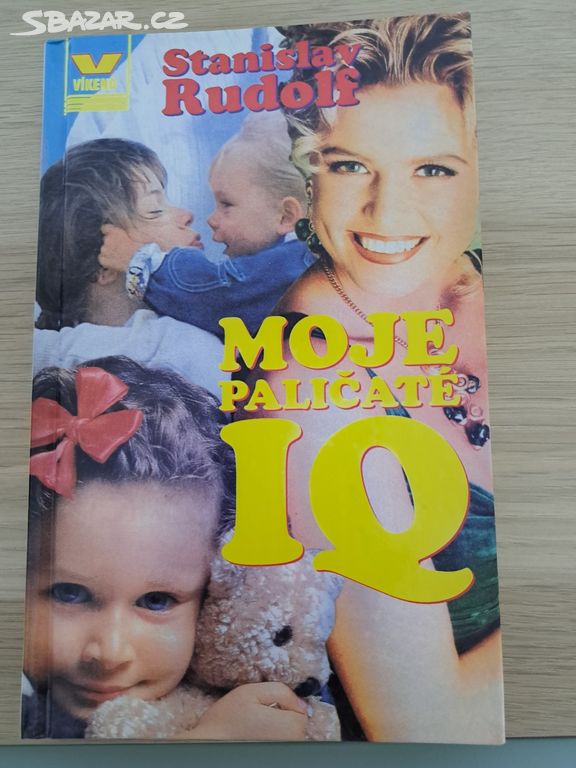 SBAZAR.CZ
VÍKEND
Stanislav
Rudolf
MOJE
PALIČATÉ
IQ